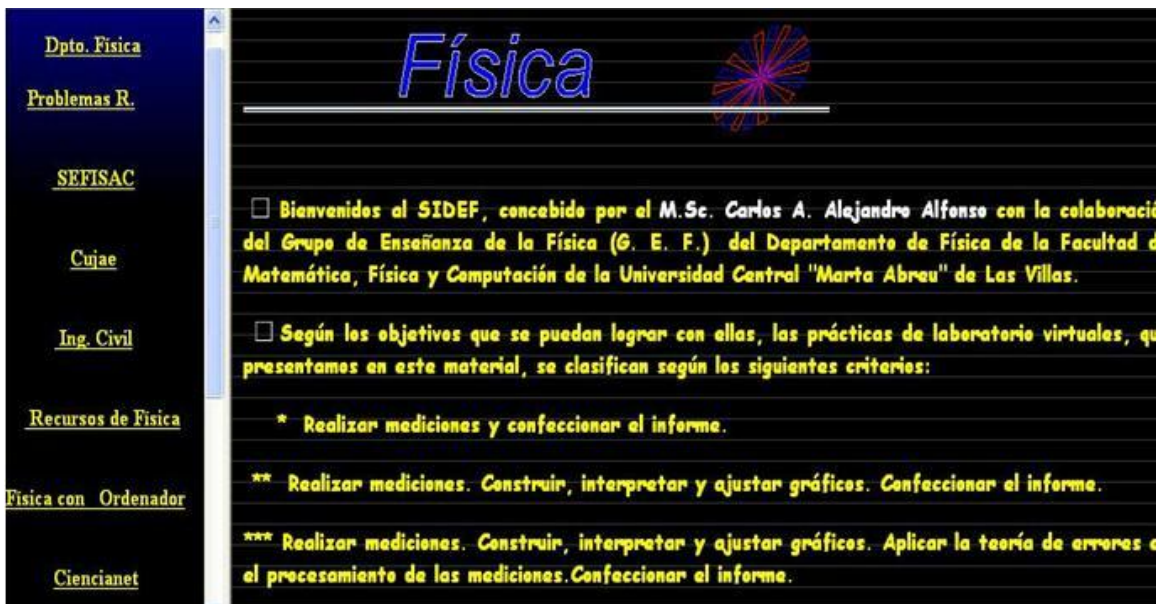 Dpto. Física
Problemas R.
SEFISAC
Cujae
Ing. Civil
Recursos de Física
Física con Ordenador
Ciencianet
Física
Bienvenidos al SIDEF, concebido por el M.Sc. Carlos A. Alejandro Alfonso con la colaboració
del Grupo de Enseñanza de la Física (G. E. F.) del Departamento de Física de la Facultad d
Matemática, Física y Computación de la Universidad Central "Marta Abreu" de Las Villas.
Según los objetivos que se puedan lograr con ellas, las prácticas de laboratorio virtuales, qu
presentamos en este material, se clasifican según los siguientes criterios:
* Realizar mediciones y confeccionar el informe.
** Realizar mediciones. Construir, interpretar y ajustar gráficos. Confeccionar el informe.
*** Realizar mediciones. Construir, interpretar y ajustar gráficos. Aplicar la teoría de errores
el procesamiento de las mediciones.Confeccionar el informe.